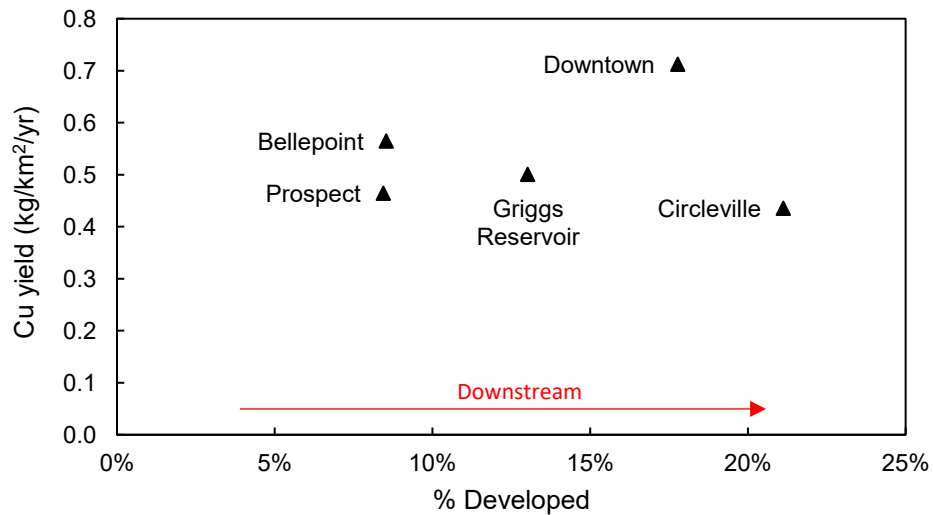 0.8
0.7
0.6
0.5
0.4
0.3
0.2
0.1
0.0
Cu yield (kg/km²/yr)
Downtown
Bellepoint
Prospect
Griggs
Reservoir
Circleville
Downstream
0%
5%
10%
15%
20%
25%
% Developed